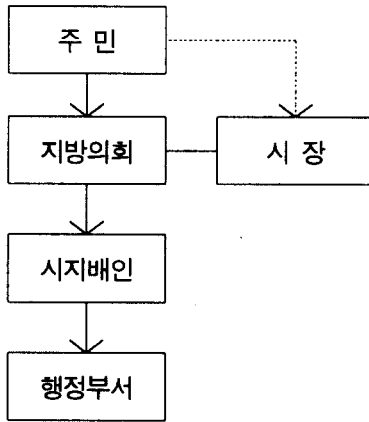 주 민
지방의회
시 장
시지배인
행정부서